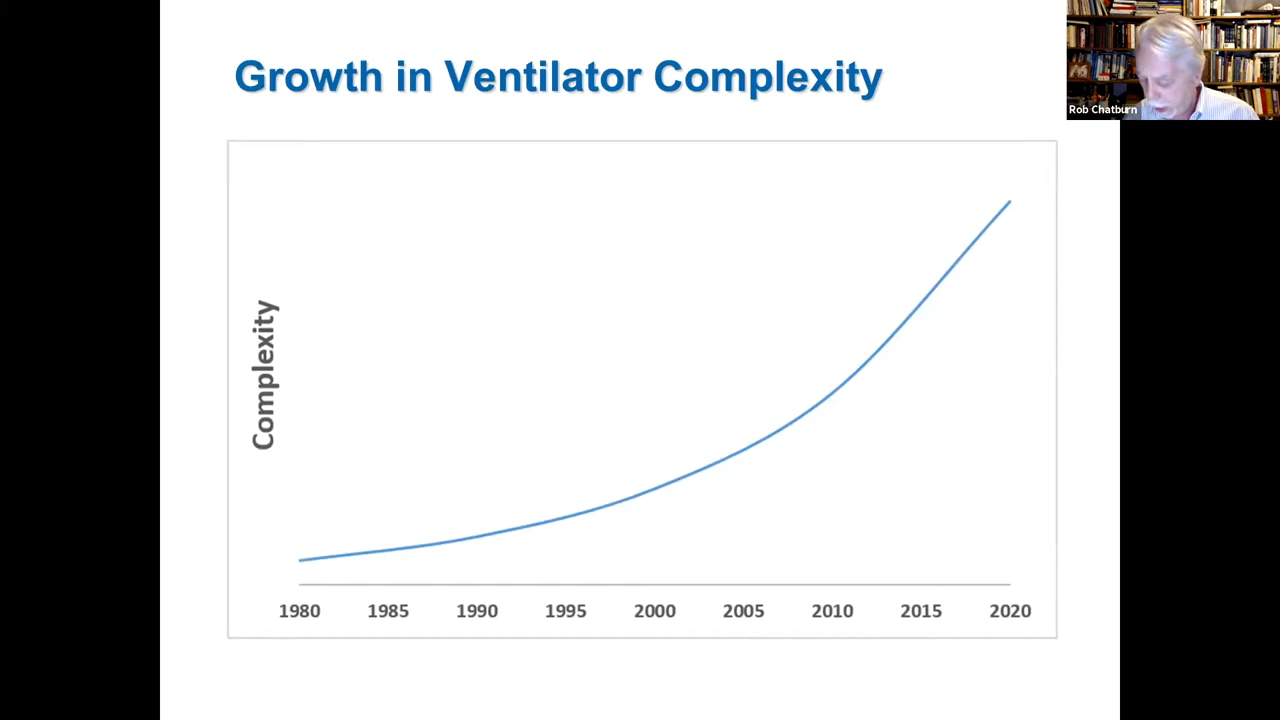 Growth in Ventilator Complexity
Rob Chatburn
Complexity
1980 1985 1990 1995 2000 2005 2010 2015 2020